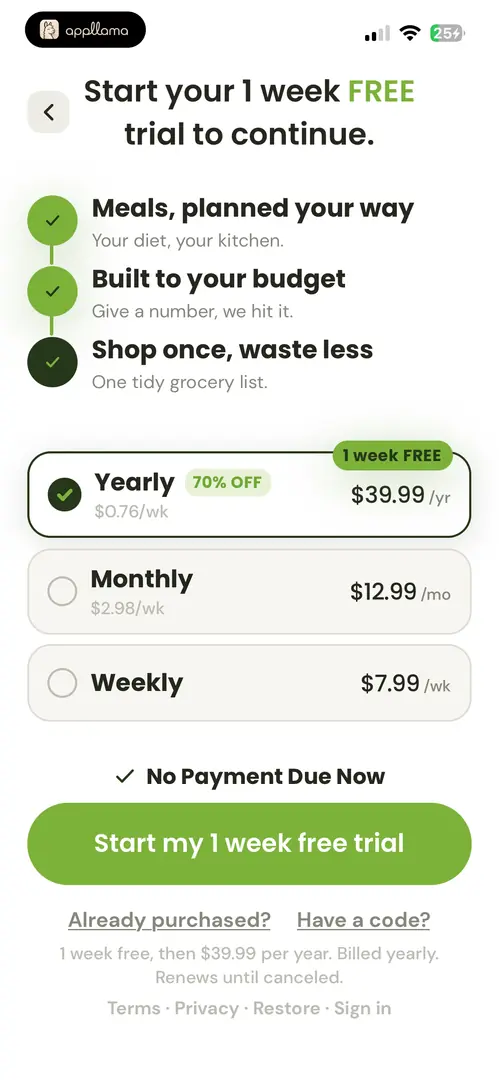 appllama
25
Start your 1 week FREE
trial to continue.
Meals, planned your way
Your diet, your kitchen.
Built to your budget
Give a number, we hit it.
Shop once, waste less
One tidy grocery list.
1 week FREE
Yearly 70% OFF
$39.99 /yr
$0.76/wk
Monthly
$12.99 /mo
$2.98/wk
Weekly
$7.99 /wk
No Payment Due Now
Start my 1 week free trial
Already purchased? Have a code?
1 week free, then $39.99 per year. Billed yearly.
Renews until canceled.
Terms · Privacy · Restore · Sign in